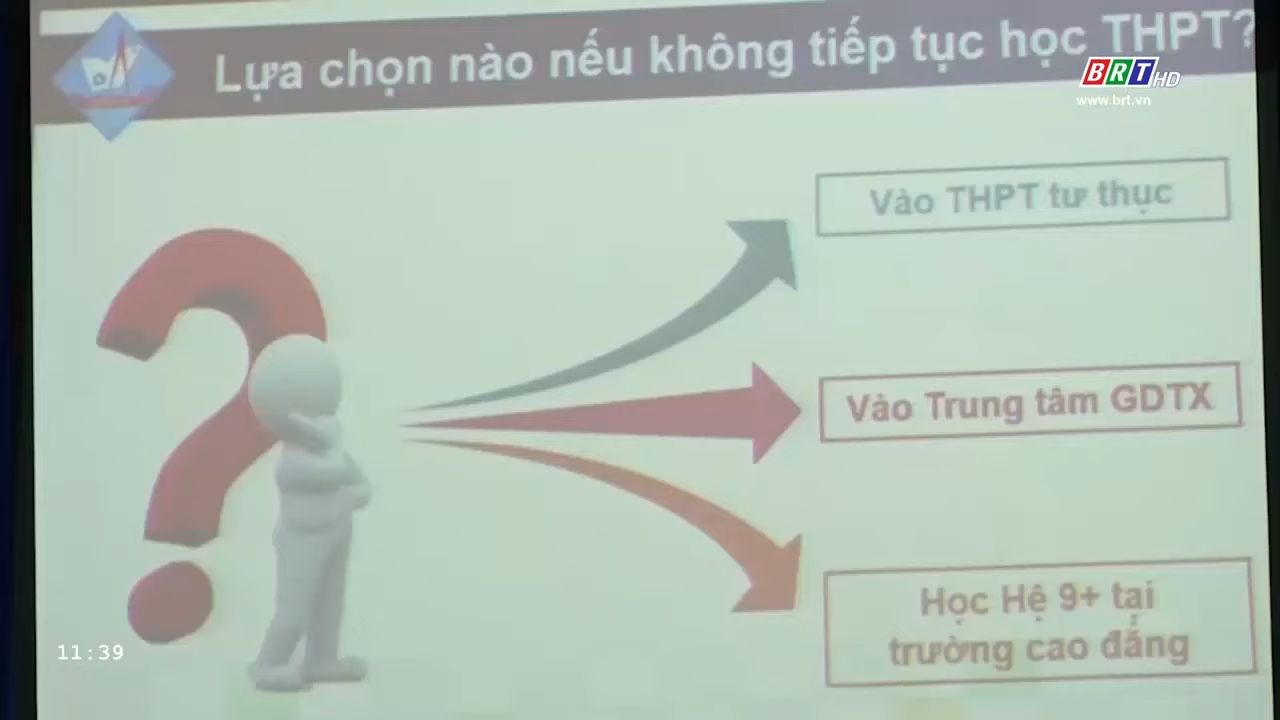 Lựa chọn nào nếu không tiếp tục học THPT?
BRT HD
www.brt.vn
Vào THPT tư thục
Vào Trung tâm GDTX
Học Hệ 9+ tại
trường cao đẳng
11:39